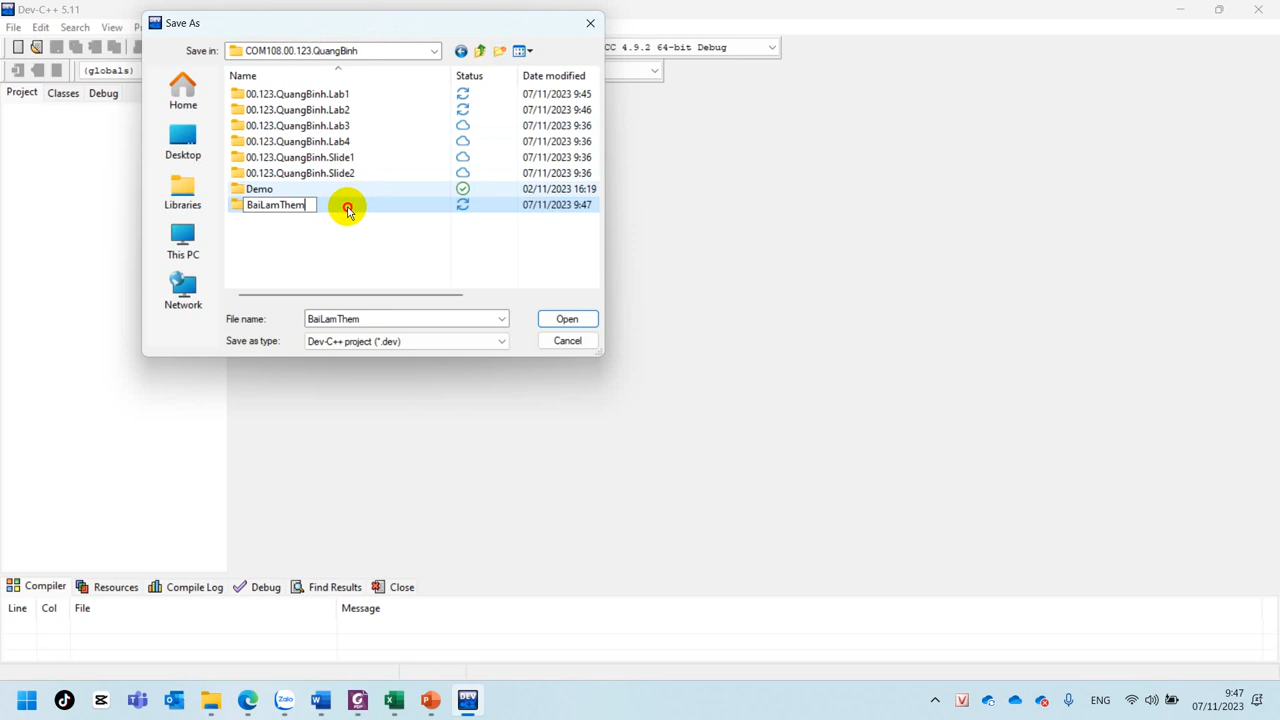 Dev-C++ 5.11
File Edit Search View
Save As
Save in: COM108.00.123.QuangBinh
CC 4.9.2 64-bit Debug
(globals)
Project Classes Debug
Name Status Date modified
Home
Desktop
Libraries
This PC
Network
00.123.QuangBinh.Lab1 07/11/2023 9:45
00.123.QuangBinh.Lab2 07/11/2023 9:46
00.123.QuangBinh.Lab3 07/11/2023 9:36
00.123.QuangBinh.Lab4 07/11/2023 9:36
00.123.QuangBinh.Slide1 07/11/2023 9:36
00.123.QuangBinh.Slide2 07/11/2023 9:36
Demo 02/11/2023 16:19
BaiLamThem 07/11/2023 9:47
File name: BaiLamThem Open
Save as type: Dev-C++ project (*.dev) Cancel
Compiler Resources Compile Log Debug Find Results Close
Line Col File Message
ENG 9:47
07/11/2023